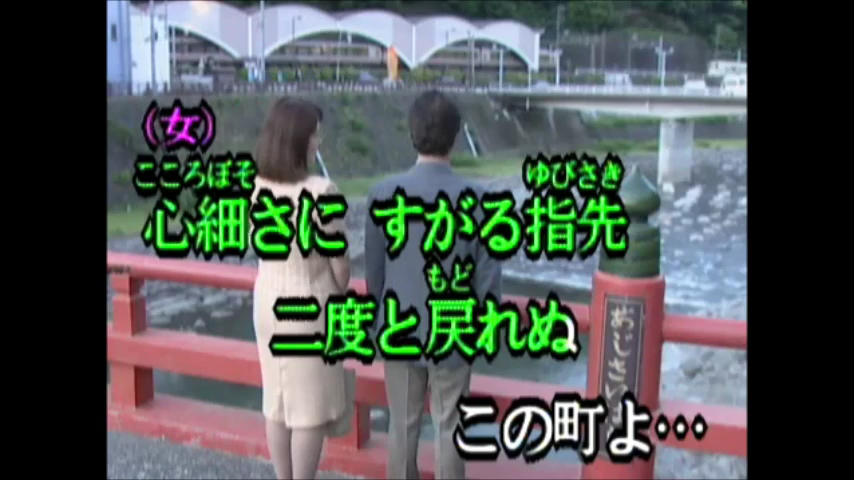 (女)
こころぼそ ゆびさき
心細さに すがる指先
もど
二度と戻れぬ
この町よ…